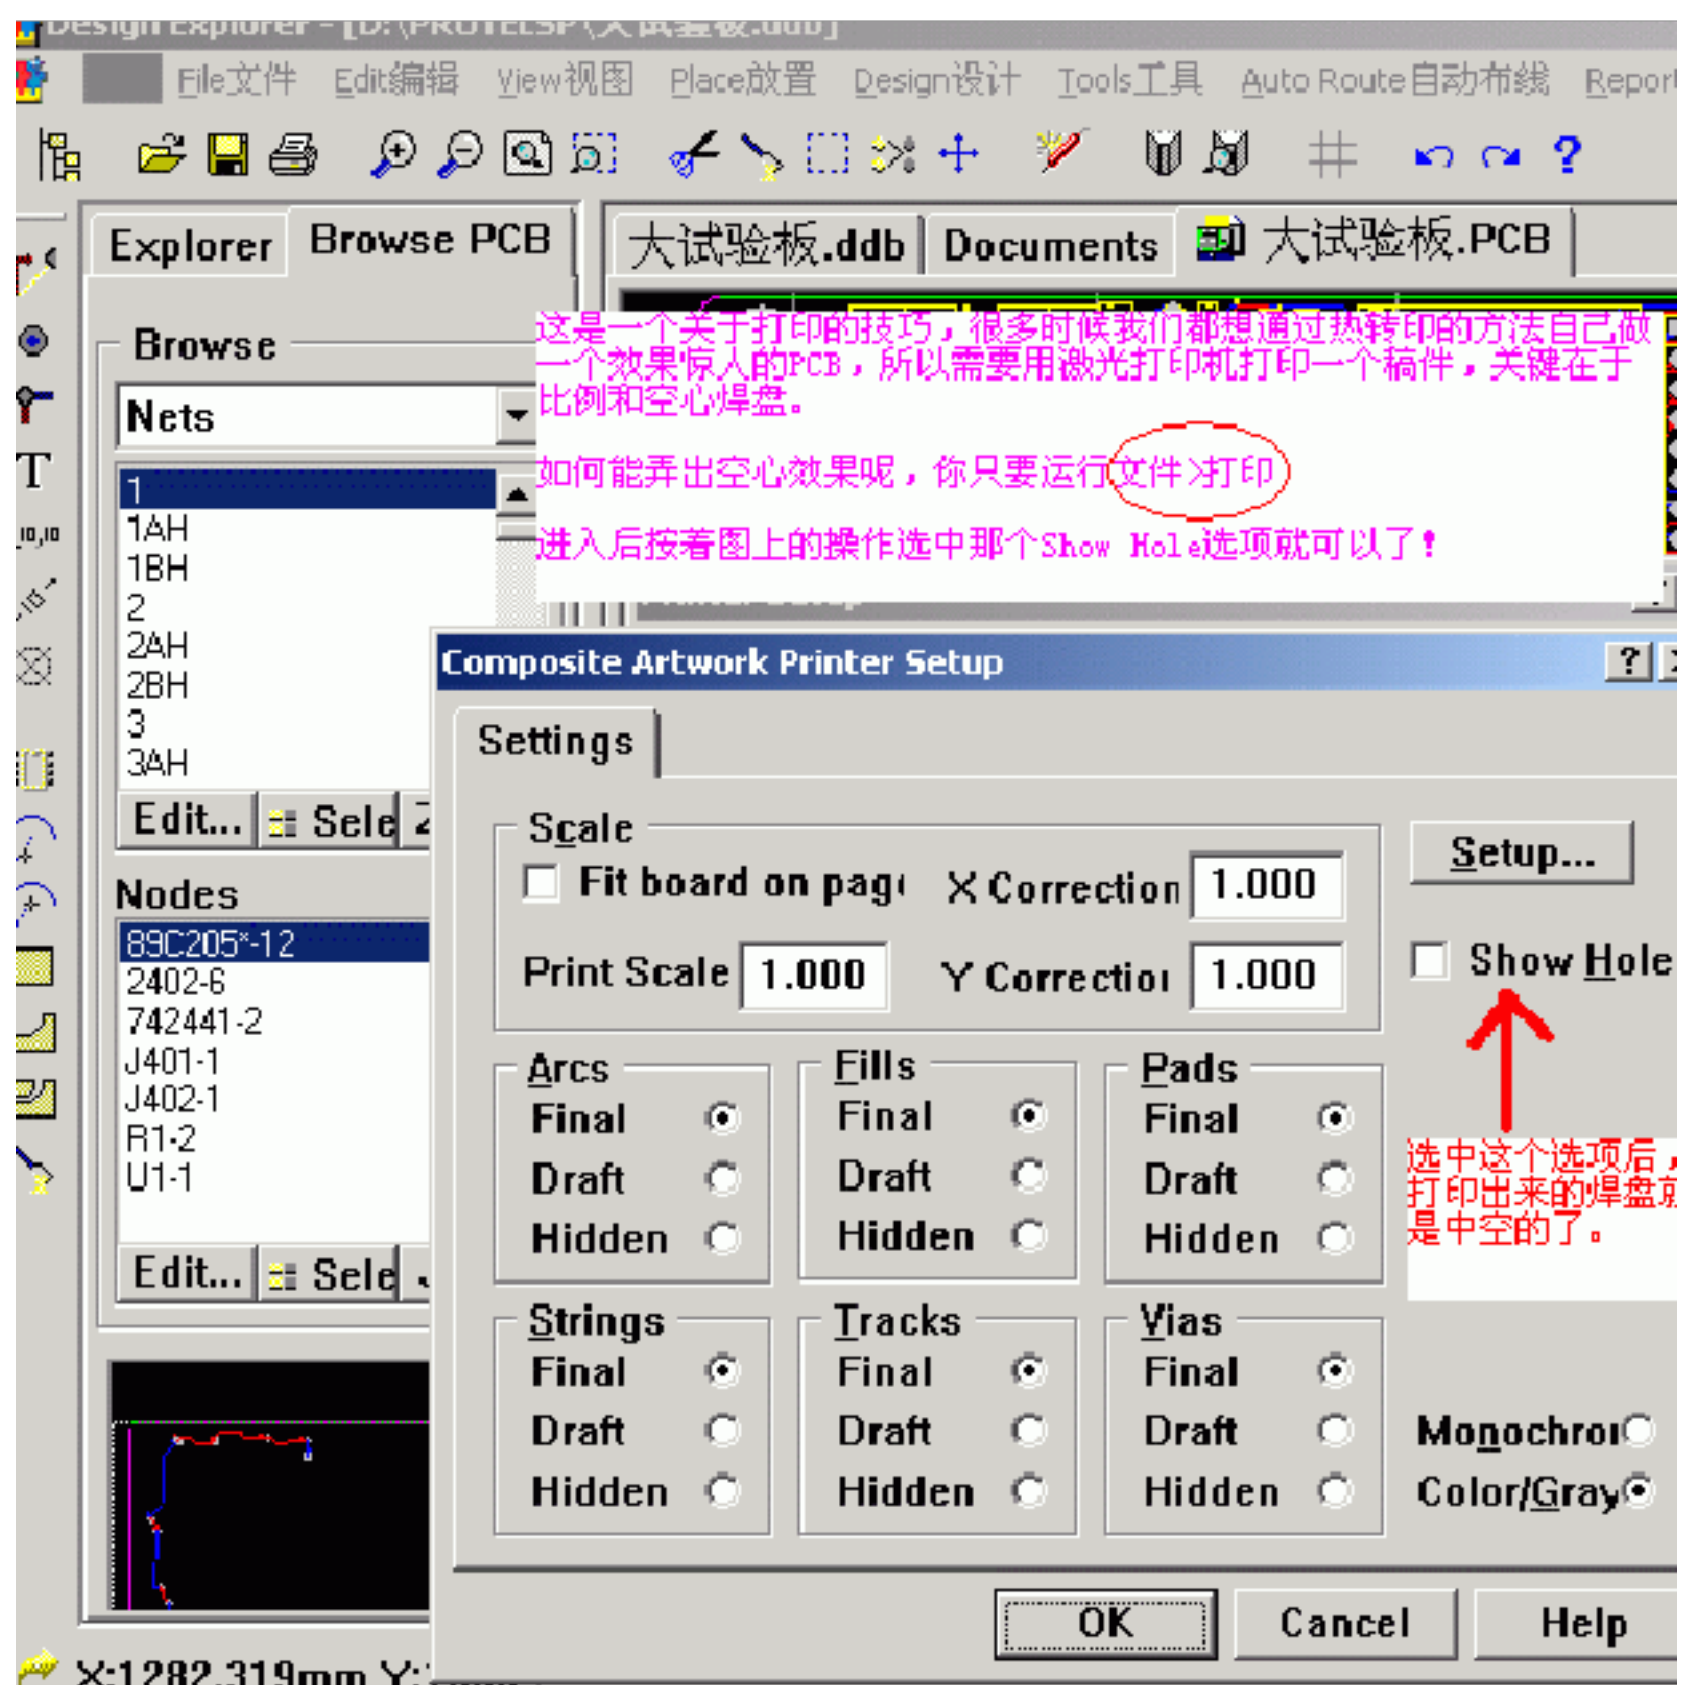 Design Explorer - [D:\PROTELSP\大试验板.ddb]
File文件 Edit编辑 View视图 Place放置 Design设计 Tools工具 Auto Route自动布线 Repor
Explorer Browse PCB 大试验板.ddb Documents 大试验板.PCB
Browse
Nets
1
1AH
1BH
2
2AH
2BH
3
3AH
Edit... Sele
Nodes
89C205*-12
2402-6
742441-2
J401-1
J402-1
R1-2
U1-1
Edit... Sele
T
10,10
10
这是一个关于打印的技巧，很多时候我们都想通过热转印的方法自己做
一个效果惊人的PCB，所以需要用激光打印机打印一个稿件，关键在于
比例和空心焊盘。
如何能弄出空心效果呢，你只要运行文件>打印
进入后按着图上的操作选中那个Show Hole选项就可以了！
Composite Artwork Printer Setup
Settings
Scale
Fit board on pag X Correction 1.000
Print Scale 1.000 Y Correctio 1.000
Setup...
Show Hole
选中这个选项后，
打印出来的焊盘就
是中空的了。
Arcs
Final
Draft
Hidden
Fills
Final
Draft
Hidden
Pads
Final
Draft
Hidden
Strings
Final
Draft
Hidden
Tracks
Final
Draft
Hidden
Vias
Final
Draft
Hidden
Monochro
Color/Gray
OK Cancel Help
X:1282.319mm Y: